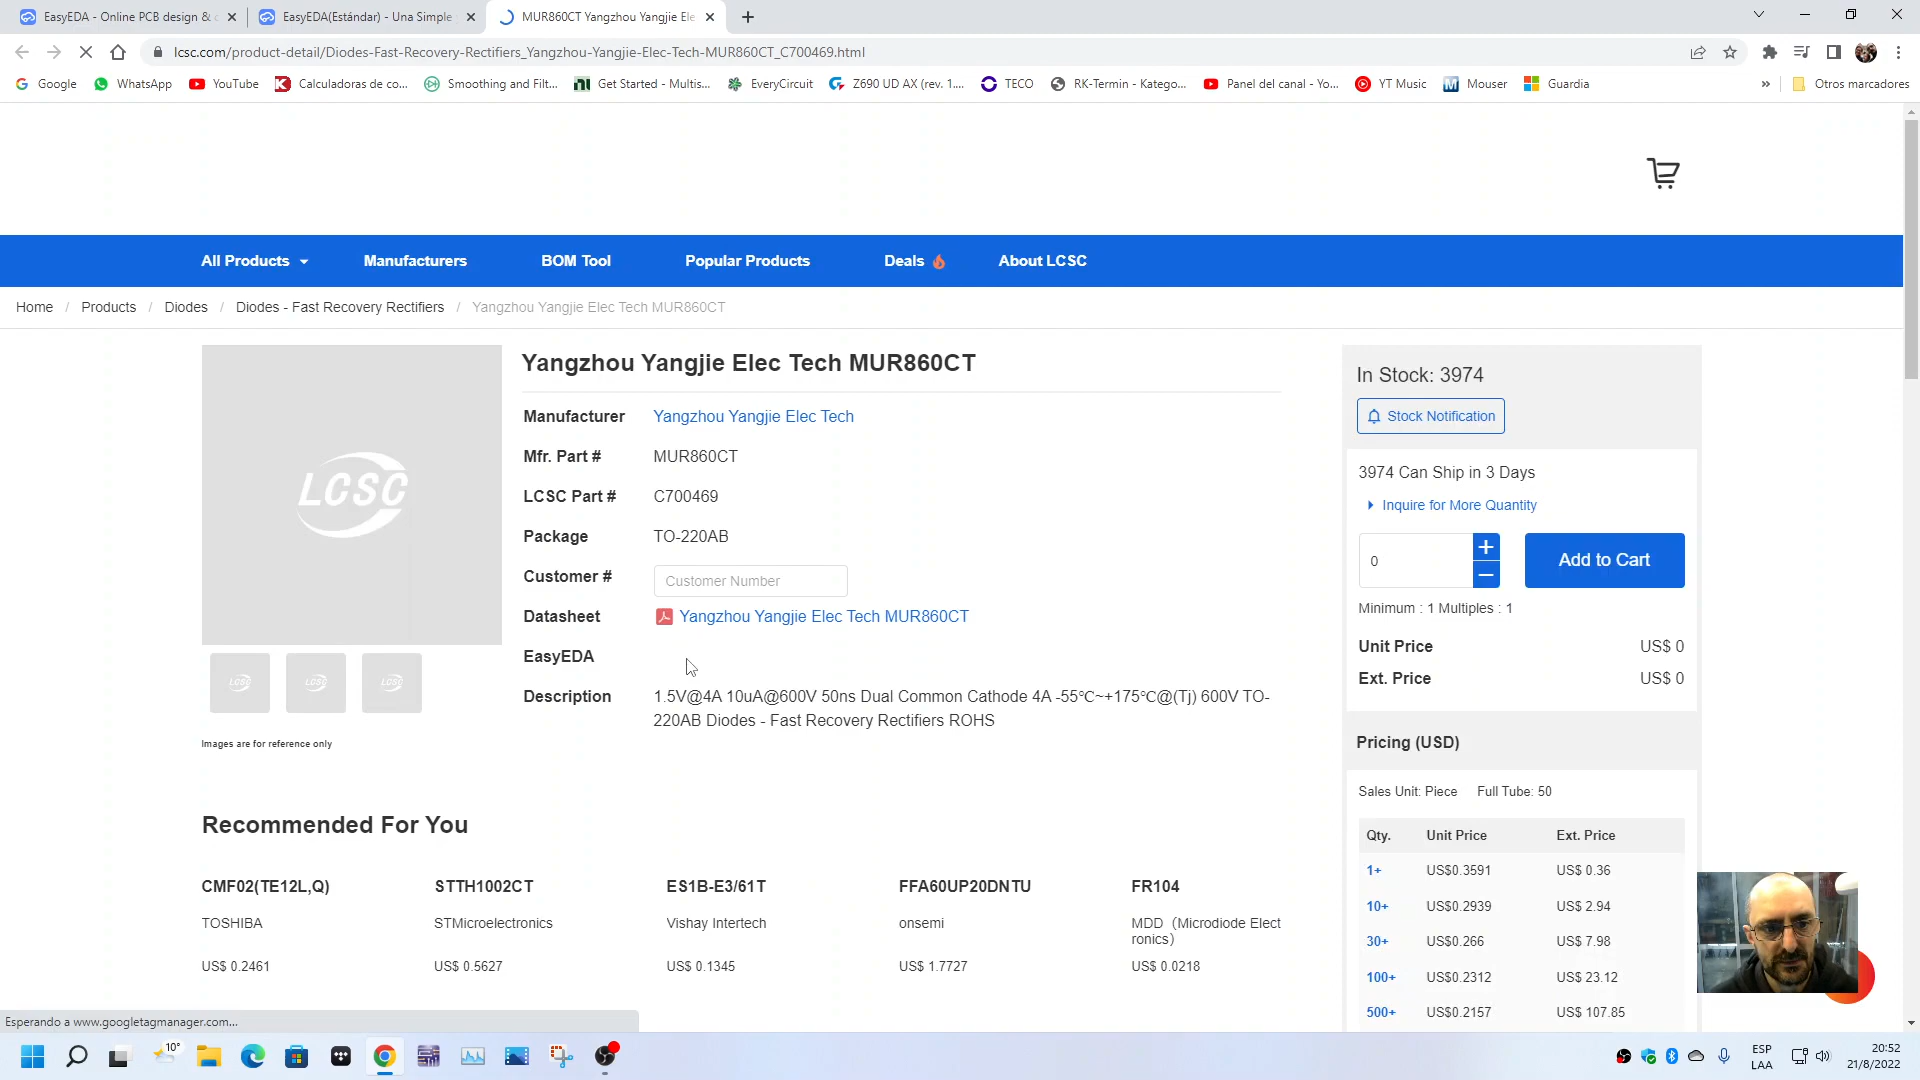 EasyEDA - Online PCB design & c
EasyEDA(Estándar) - Una Simple
MUR860CT Yangzhou Yangjie Ele
lcsc.com/product-detail/Diodes-Fast-Recovery-Rectifiers_Yangzhou-Yangjie-Elec-Tech-MUR860CT_C700469.html
Google
WhatsApp
YouTube
Calculadoras de co...
Smoothing and Filt...
Get Started - Multis...
EveryCircuit
Z690 UD AX (rev. 1....
TECO
RK-Termin - Katego...
Panel del canal - Yo...
YT Music
Mouser
Guardia
»
Otros marcadores
All Products
Manufacturers
BOM Tool
Popular Products
Deals
About LCSC
Home / Products / Diodes / Diodes - Fast Recovery Rectifiers / Yangzhou Yangjie Elec Tech MUR860CT
LCSC
LCSC
LCSC
LCSC
Images are for reference only
Yangzhou Yangjie Elec Tech MUR860CT
Manufacturer Yangzhou Yangjie Elec Tech
Mfr. Part # MUR860CT
LCSC Part # C700469
Package TO-220AB
Customer # Customer Number
Datasheet Yangzhou Yangjie Elec Tech MUR860CT
EasyEDA
Description 1.5V@4A 10uA@600V 50ns Dual Common Cathode 4A -55℃~+175℃@(Tj) 600V TO-
220AB Diodes - Fast Recovery Rectifiers ROHS
In Stock: 3974
Stock Notification
3974 Can Ship in 3 Days
Inquire for More Quantity
0
Add to Cart
Minimum : 1 Multiples : 1
Unit Price US$ 0
Ext. Price US$ 0
Pricing (USD)
Sales Unit: Piece Full Tube: 50
Qty. Unit Price Ext. Price
1+ US$0.3591 US$ 0.36
10+ US$0.2939 US$ 2.94
30+ US$0.266 US$ 7.98
100+ US$0.2312 US$ 23.12
500+ US$0.2157 US$ 107.85
Recommended For You
CMF02(TE12L,Q)
TOSHIBA
US$ 0.2461
STTH1002CT
STMicroelectronics
US$ 0.5627
ES1B-E3/61T
Vishay Intertech
US$ 0.1345
FFA60UP20DNTU
onsemi
US$ 1.7727
FR104
MDD（Microdiode Elect
ronics）
US$ 0.0218
Esperando a www.googletagmanager.com...
10°
ESP
LAA
20:52
21/8/2022